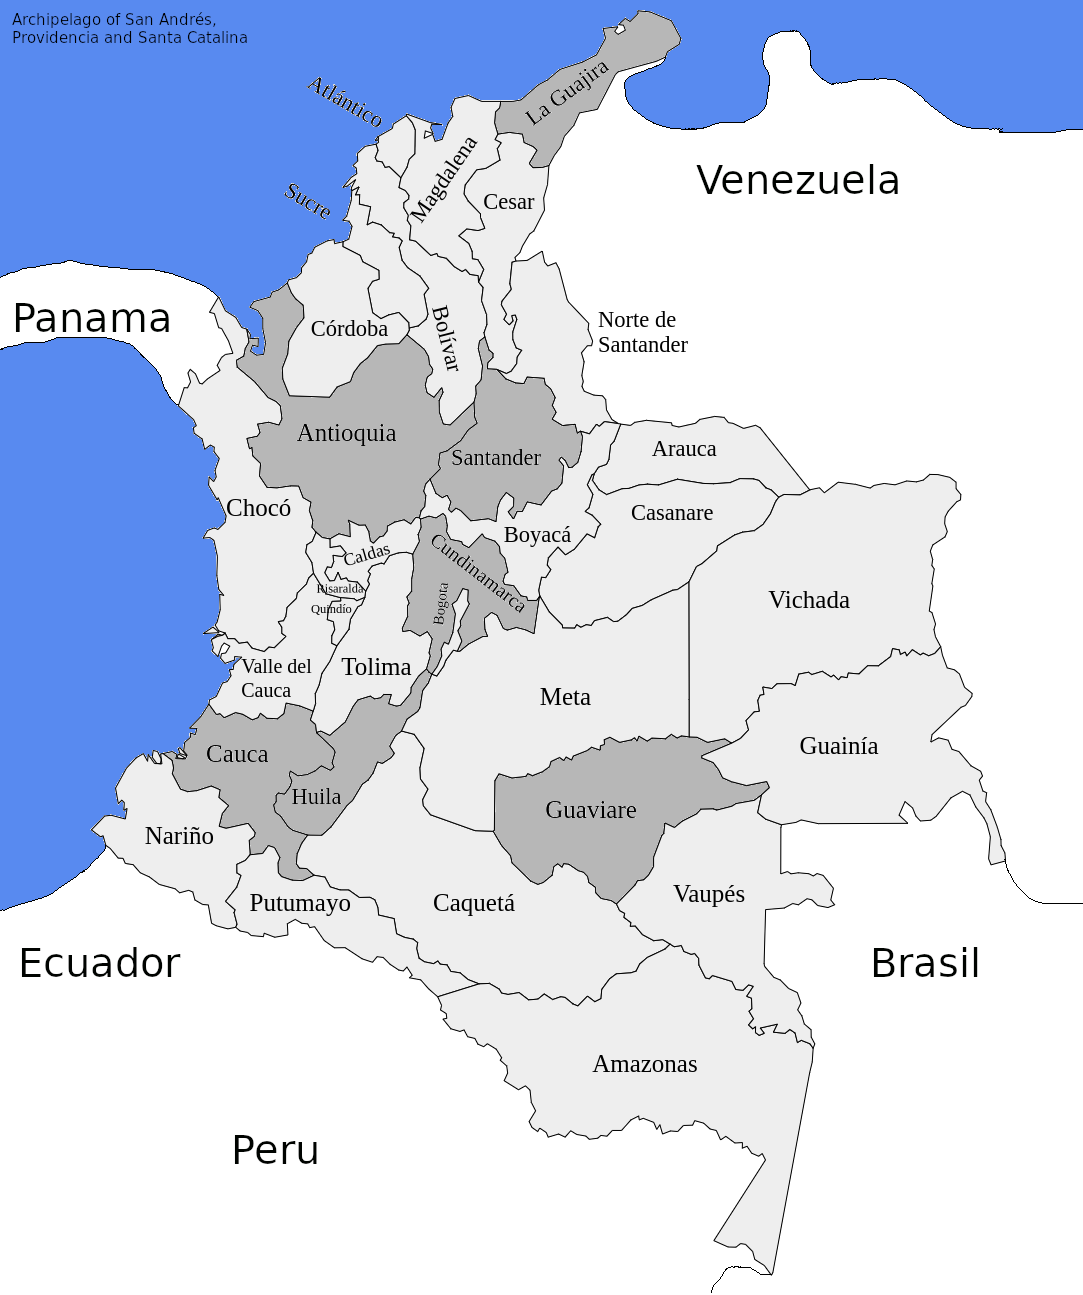 Archipelago of San Andrés,
Providencia and Santa Catalina
La Guajira
Atlántico
Magdalena
Venezuela
Sucre
Cesar
Panama
Córdoba
Bolívar
Norte de
Santander
Antioquia
Santander
Arauca
Chocó
Casanare
Boyacá
Caldas
Cundinamarca
Risaralda
Bogota
Quindío
Vichada
Valle del
Cauca
Tolima
Meta
Cauca
Guainía
Huila
Guaviare
Nariño
Putumayo
Caquetá
Vaupés
Ecuador
Brasil
Amazonas
Peru